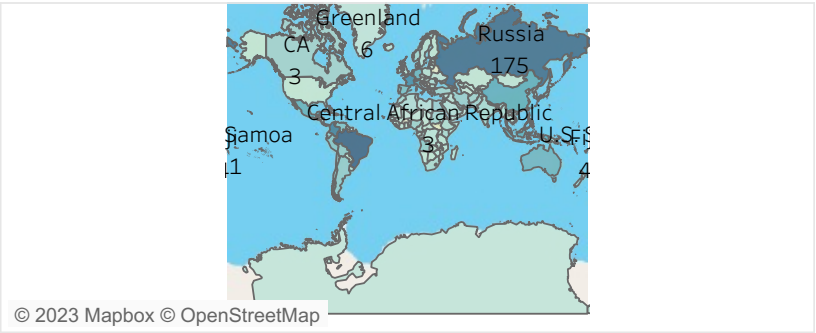 Greenland
6
CA
3
Russia
175
Central African Republic
3
Samoa
U.S.
© 2023 Mapbox © OpenStreetMap